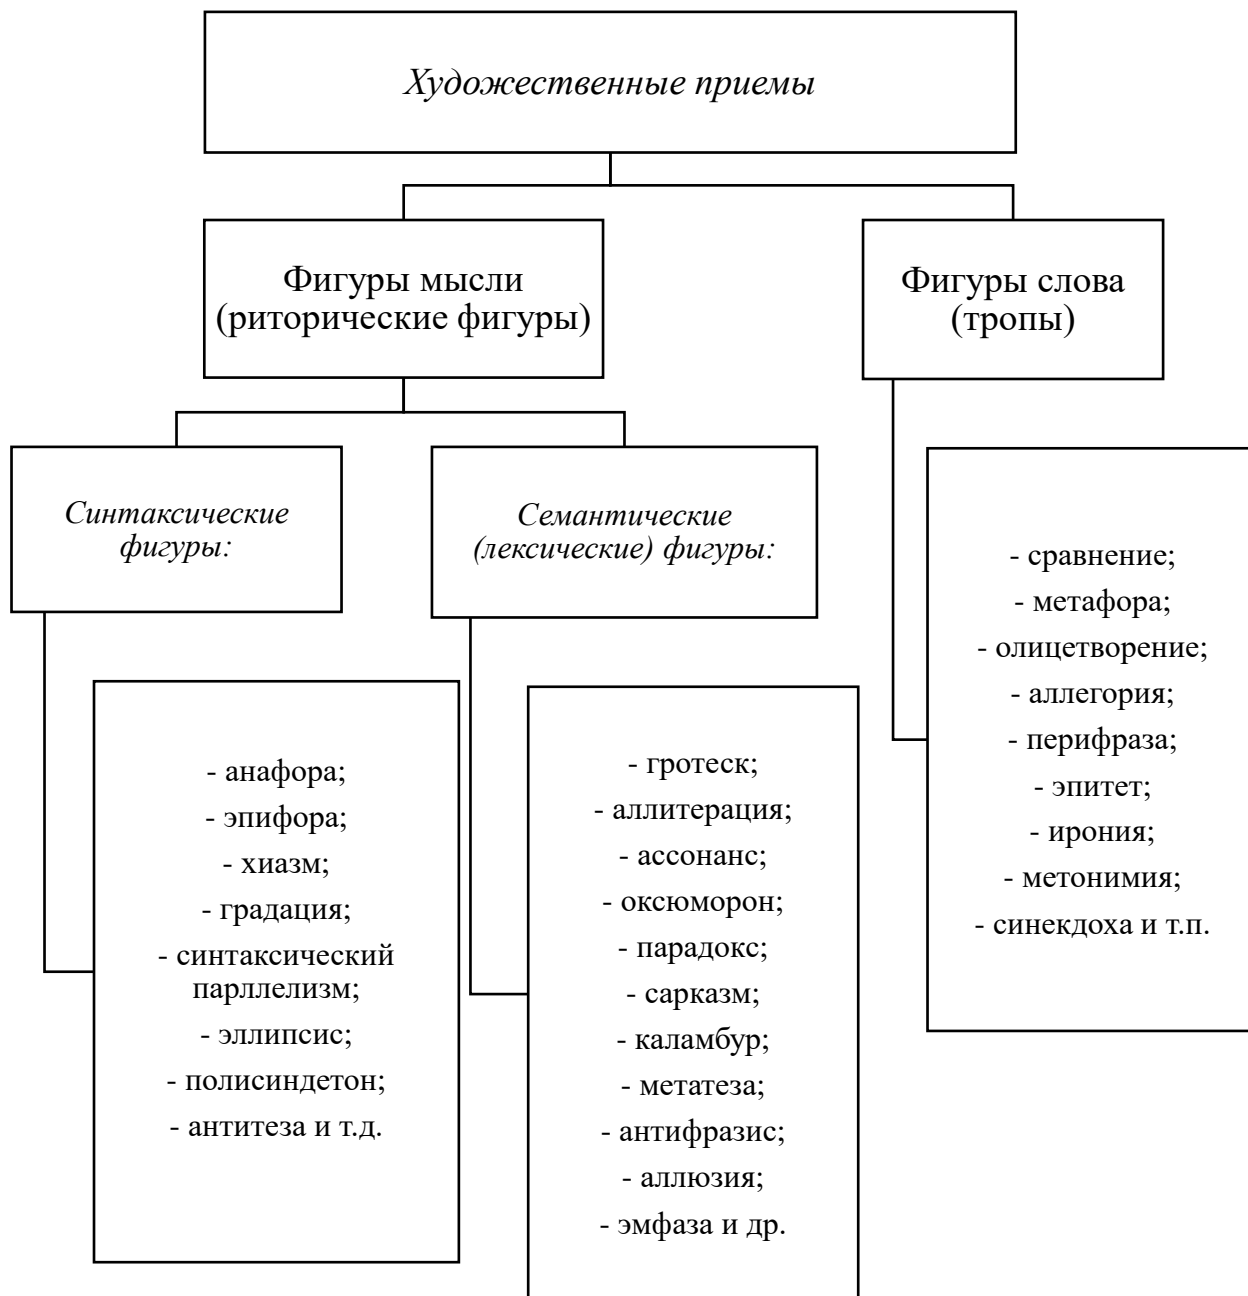 Художественные приемы
Фигуры мысли
(риторические фигуры)
Фигуры слова
(тропы)
Синтаксические
фигуры:
Семантические
(лексические) фигуры:
- анафора;
- эпифора;
- хиазм;
- градация;
- синтаксический
парллелизм;
- эллипсис;
- полисиндетон;
- антитеза и т.д.
- гротеск;
- аллитерация;
- ассонанс;
- оксюморон;
- парадокс;
- сарказм;
- каламбур;
- метатеза;
- антифразис;
- аллюзия;
- эмфаза и др.
- сравнение;
- метафора;
- олицетворение;
- аллегория;
- перифраза;
- эпитет;
- ирония;
- метонимия;
- синекдоха и т.п.